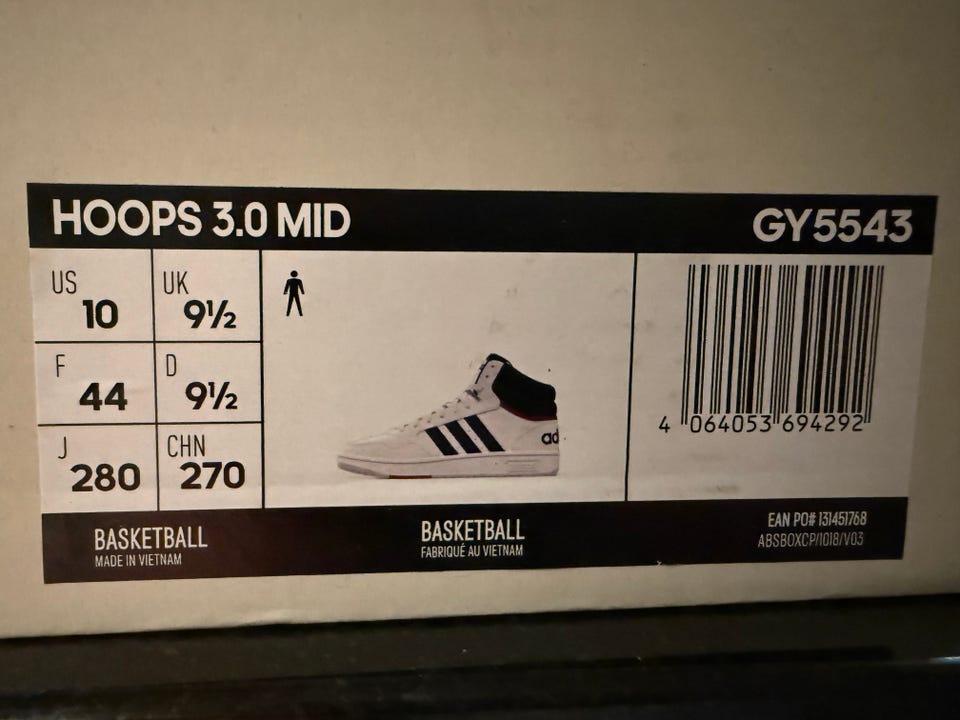 HOOPS 3.0 MID
GY5543
US
10
UK
9½
F
44
D
9½
J
280
CHN
270
ad
4 064053 694292
BASKETBALL
MADE IN VIETNAM
BASKETBALL
FABRIQUÉ AU VIETNAM
EAN PO# 131451768
ABSBOXCP/1018/V03